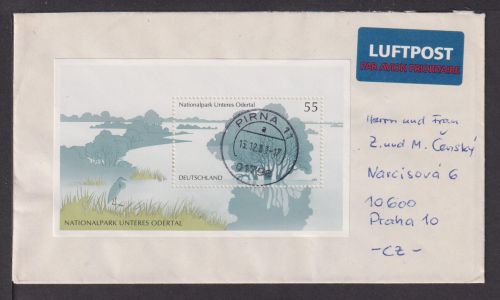 LUFTPOST
PAR AVION PRIORITAIRE
Nationalpark Unteres Odertal
55
PIRNA 11
a
DEUTSCHLAND
NATIONALPARK UNTERES ODERTAL
Herrn und Frau
Z. und M. Čenský
Narcisová 6
10600
Praha 10
- CZ -